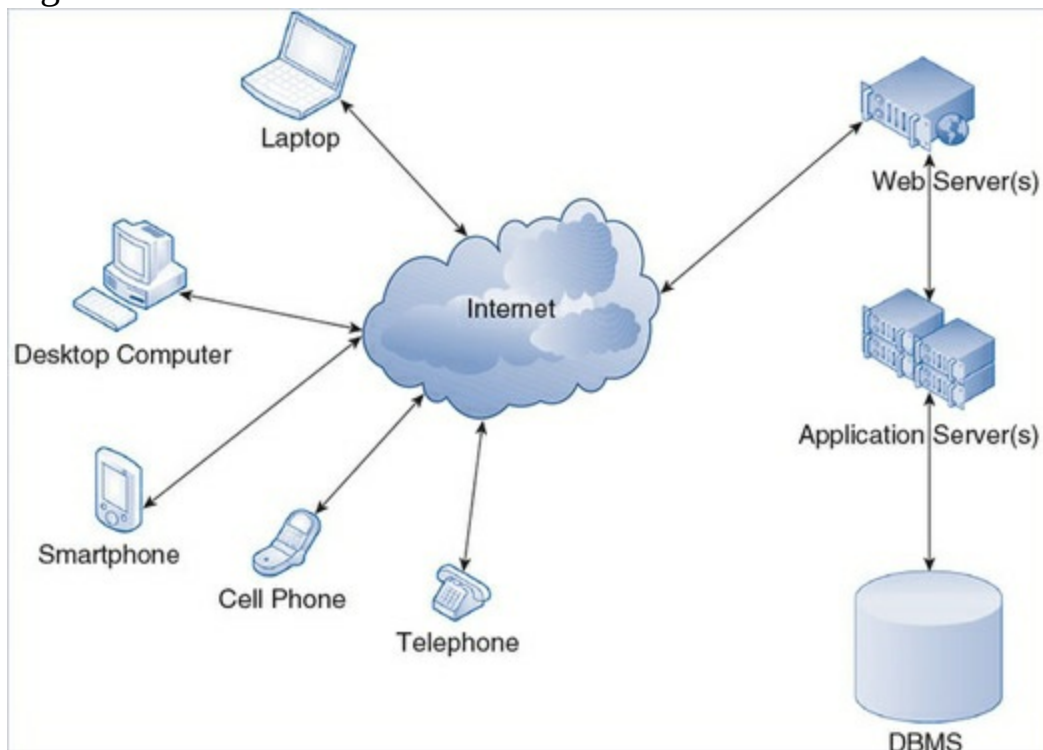 Laptop
Web Server(s)
Internet
Desktop Computer
Application Server(s)
Smartphone
Cell Phone
Telephone
DBMS